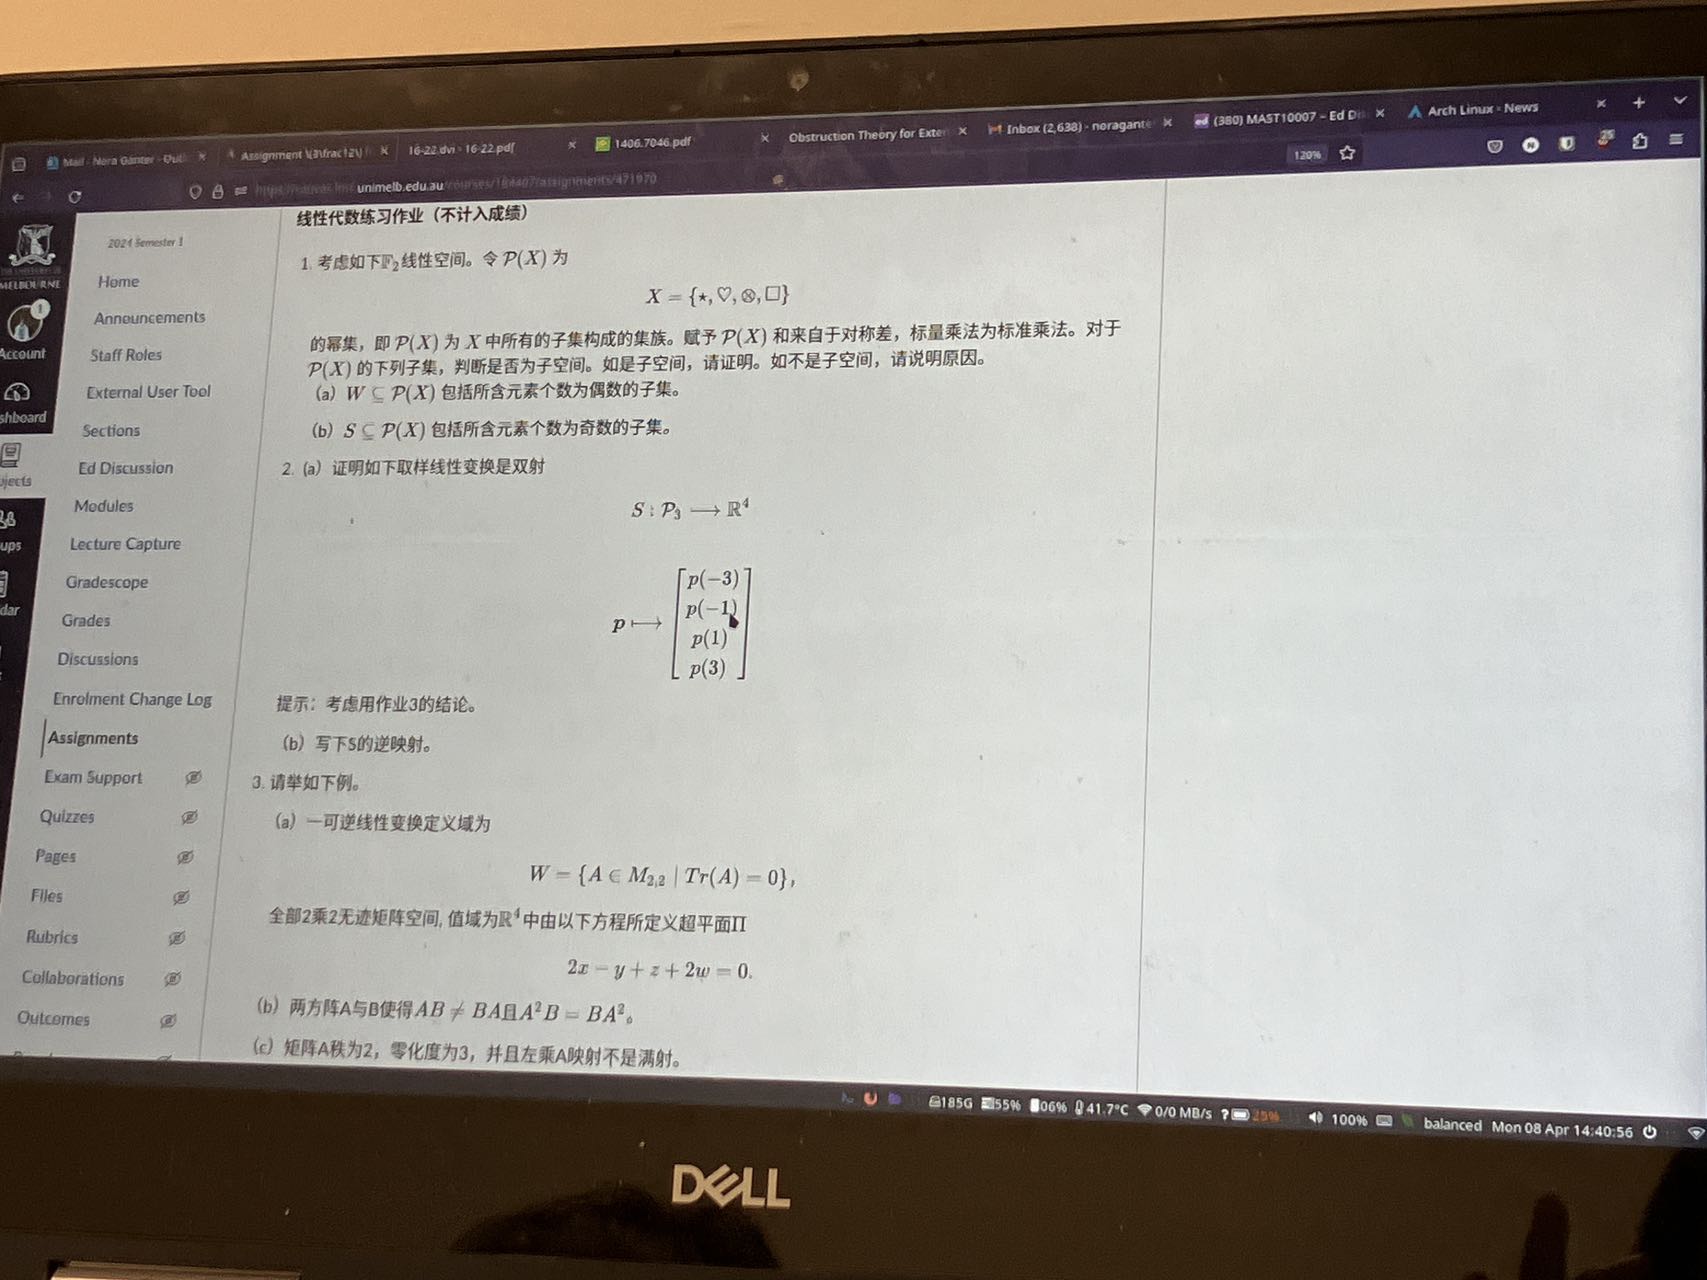 Mail - Nora Ganter - Outl
Assignment \(3\frac12\)
16-22.dvi - 16-22.pdf
1406.7046.pdf
Obstruction Theory for Exte
Inbox (2,638) - noragante
(380) MAST10007 – Ed Di
Arch Linux - News
unimelb.edu.au/courses/184407/assignments/471970
120%
25
MELBOURNE
1
Account
shboard
jects
ups
dar
2024 Semester 1
Home
Announcements
Staff Roles
External User Tool
Sections
Ed Discussion
Modules
Lecture Capture
Gradescope
Grades
Discussions
Enrolment Change Log
Assignments
Exam Support
Quizzes
Pages
Files
Rubrics
Collaborations
Outcomes
线性代数练习作业（不计入成绩）
1. 考虑如下𝔽₂线性空间。令 𝒫(X) 为
X = {⋆, ♡, ⊗, □}
的幂集，即 𝒫(X) 为 X 中所有的子集构成的集族。赋予 𝒫(X) 和来自于对称差，标量乘法为标准乘法。对于
𝒫(X) 的下列子集，判断是否为子空间。如是子空间，请证明。如不是子空间，请说明原因。
（a）W ⊆ 𝒫(X) 包括所含元素个数为偶数的子集。
（b）S ⊆ 𝒫(X) 包括所含元素个数为奇数的子集。
2.（a）证明如下取样线性变换是双射
S : 𝒫₃ ⟶ ℝ⁴
p ⟼
p(−3)
p(−1)
p(1)
p(3)
提示：考虑用作业3的结论。
（b）写下S的逆映射。
3. 请举如下例。
（a）一可逆线性变换定义域为
W = {A ∈ M₂,₂ | Tr(A) = 0},
全部2乘2无迹矩阵空间, 值域为ℝ⁴中由以下方程所定义超平面Π
2x − y + z + 2w = 0.
（b）两方阵A与B使得AB ≠ BA且A²B = BA²。
（c）矩阵A秩为2，零化度为3，并且左乘A映射不是满射。
185G 55% 06% 41.7°C 0/0 MB/s ? 25% 100% balanced Mon 08 Apr 14:40:56
DELL